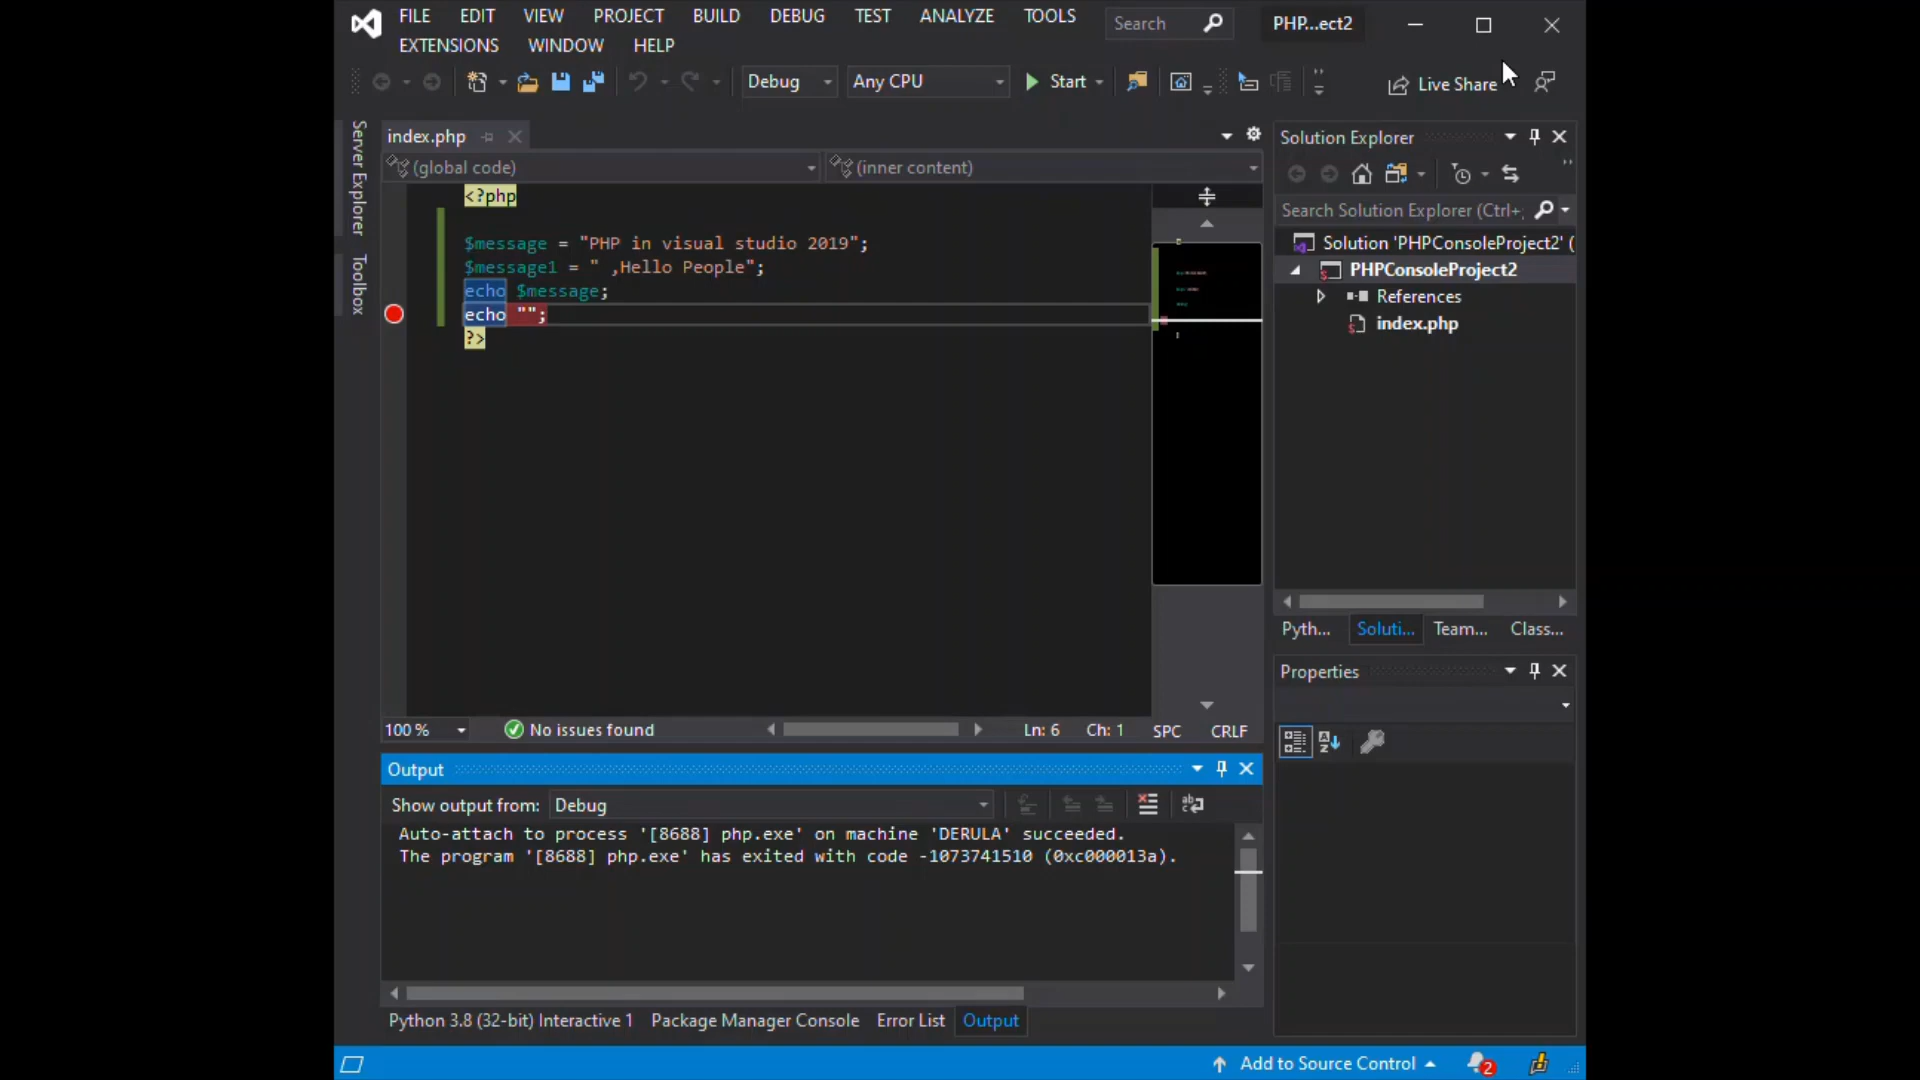 FILE EDIT VIEW PROJECT BUILD DEBUG TEST ANALYZE TOOLS Search PHP...ect2
EXTENSIONS WINDOW HELP
Debug Any CPU Start Live Share
Server Explorer
Toolbox
index.php
(global code) (inner content)
<?php
$message = "PHP in visual studio 2019";
$message1 = " ,Hello People";
echo $message;
echo "";
?>
100 % No issues found Ln: 6 Ch: 1 SPC CRLF
Solution Explorer
Search Solution Explorer (Ctrl+;
Solution 'PHPConsoleProject2' (
PHPConsoleProject2
References
index.php
Pyth... Soluti... Team... Class...
Properties
Output
Show output from: Debug
Auto-attach to process '[8688] php.exe' on machine 'DERULA' succeeded.
The program '[8688] php.exe' has exited with code -1073741510 (0xc000013a).
Python 3.8 (32-bit) Interactive 1 Package Manager Console Error List Output
Add to Source Control 2